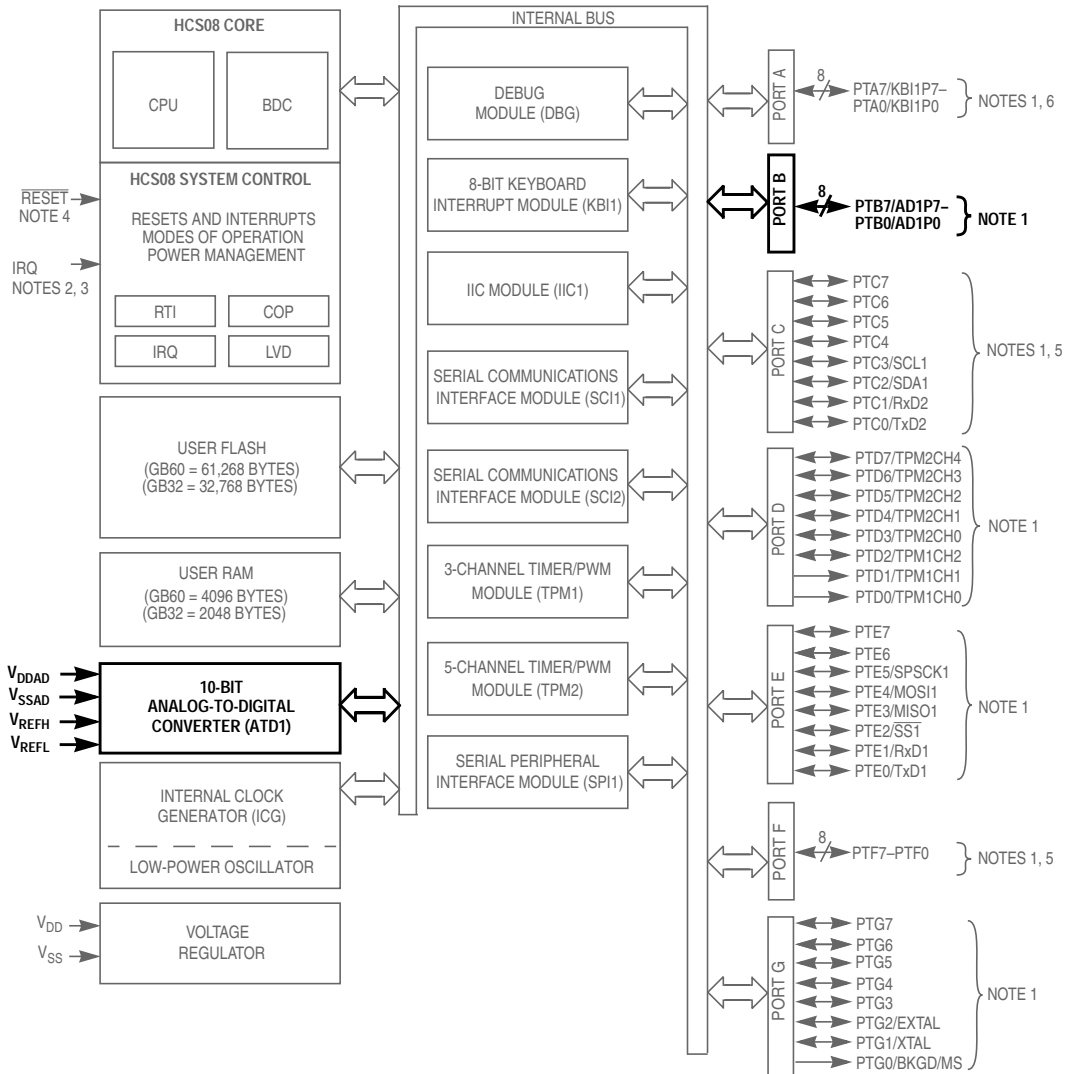 HCS08 CORE
CPU
BDC
HCS08 SYSTEM CONTROL
RESETS AND INTERRUPTS
MODES OF OPERATION
POWER MANAGEMENT
RTI
COP
IRQ
LVD
RESET
NOTE 4
IRQ
NOTES 2, 3
USER FLASH
(GB60 = 61,268 BYTES)
(GB32 = 32,768 BYTES)
USER RAM
(GB60 = 4096 BYTES)
(GB32 = 2048 BYTES)
VDDAD
VSSAD
VREFH
VREFL
10-BIT
ANALOG-TO-DIGITAL
CONVERTER (ATD1)
INTERNAL CLOCK
GENERATOR (ICG)
LOW-POWER OSCILLATOR
VDD
VSS
VOLTAGE
REGULATOR
INTERNAL BUS
DEBUG
MODULE (DBG)
8-BIT KEYBOARD
INTERRUPT MODULE (KBI1)
IIC MODULE (IIC1)
SERIAL COMMUNICATIONS
INTERFACE MODULE (SCI1)
SERIAL COMMUNICATIONS
INTERFACE MODULE (SCI2)
3-CHANNEL TIMER/PWM
MODULE (TPM1)
5-CHANNEL TIMER/PWM
MODULE (TPM2)
SERIAL PERIPHERAL
INTERFACE MODULE (SPI1)
PORT A
8
PTA7/KBI1P7–
PTA0/KBI1P0
NOTES 1, 6
PORT B
8
PTB7/AD1P7–
PTB0/AD1P0
NOTE 1
PORT C
PTC7
PTC6
PTC5
PTC4
PTC3/SCL1
PTC2/SDA1
PTC1/RxD2
PTC0/TxD2
NOTES 1, 5
PORT D
PTD7/TPM2CH4
PTD6/TPM2CH3
PTD5/TPM2CH2
PTD4/TPM2CH1
PTD3/TPM2CH0
PTD2/TPM1CH2
PTD1/TPM1CH1
PTD0/TPM1CH0
NOTE 1
PORT E
PTE7
PTE6
PTE5/SPSCK1
PTE4/MOSI1
PTE3/MISO1
PTE2/SS1
PTE1/RxD1
PTE0/TxD1
NOTE 1
PORT F
8
PTF7–PTF0
NOTES 1, 5
PORT G
PTG7
PTG6
PTG5
PTG4
PTG3
PTG2/EXTAL
PTG1/XTAL
PTG0/BKGD/MS
NOTE 1